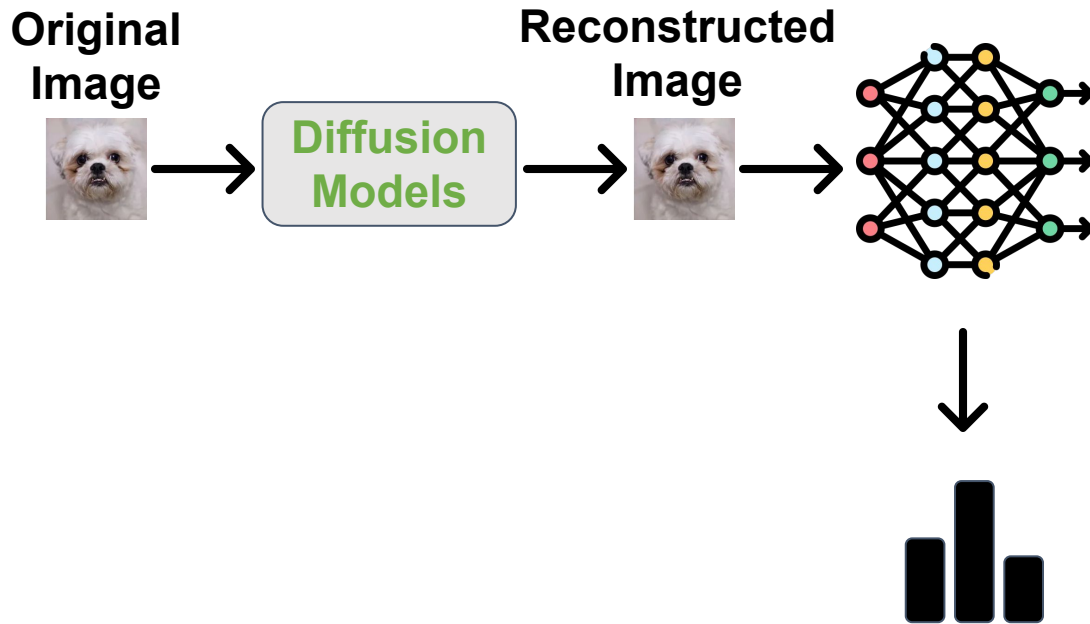 Original
Image
Diffusion
Models
Reconstructed
Image